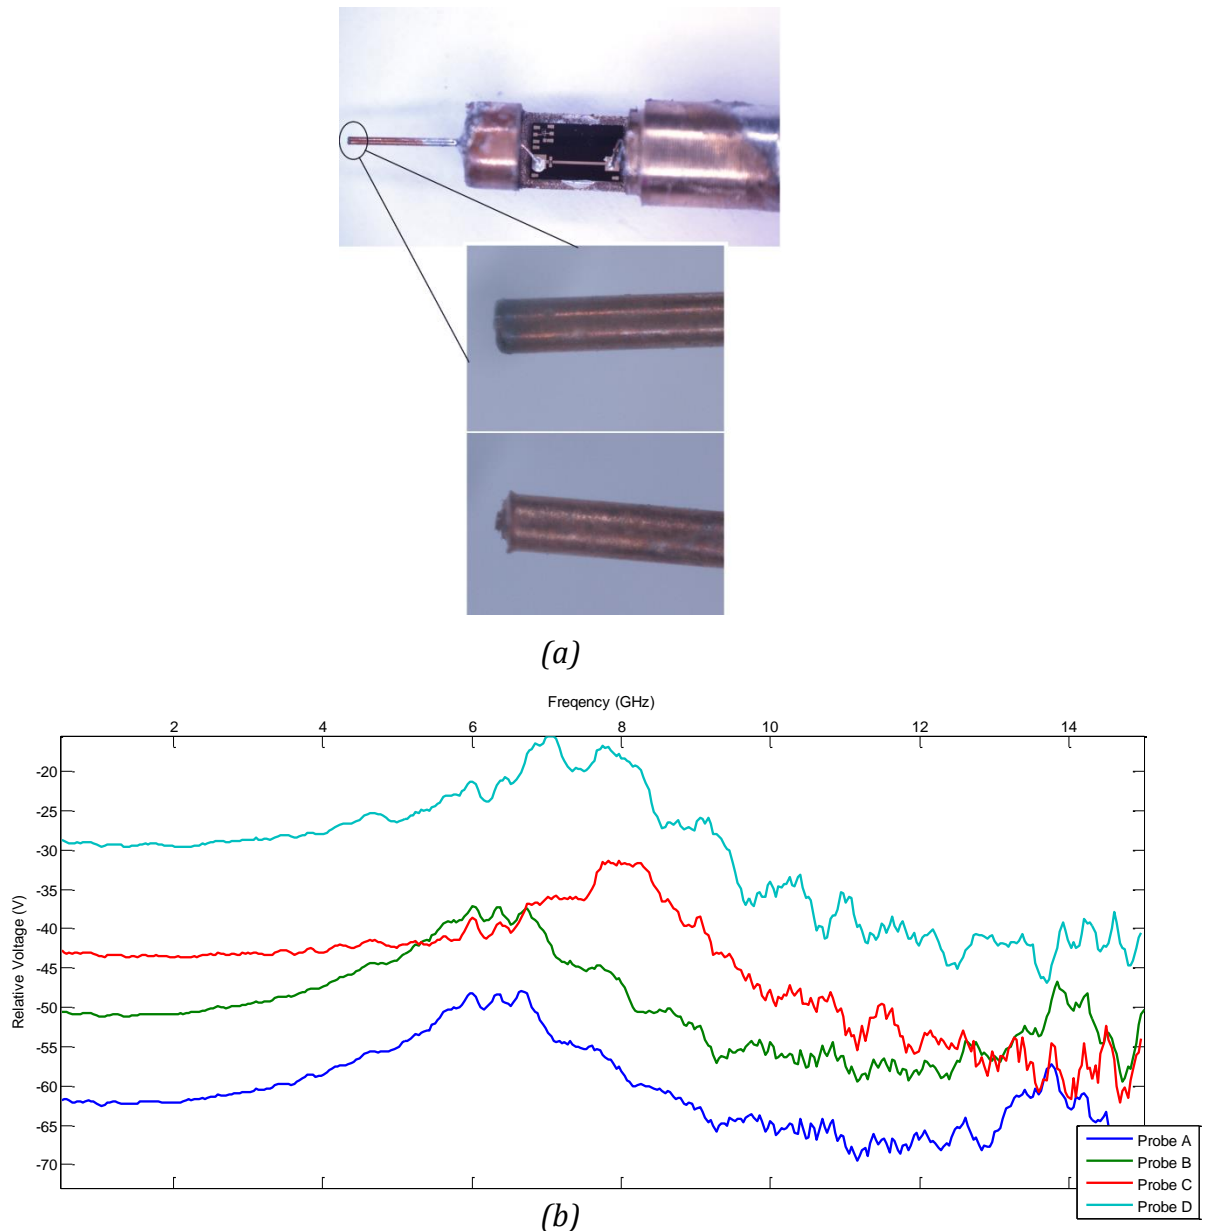 (a)
Freqency (GHz)
2 4 6 8 10 12 14
Relative Voltage (V)
-20
-25
-30
-35
-40
-45
-50
-55
-60
-65
-70
Probe A
Probe B
Probe C
Probe D
(b)